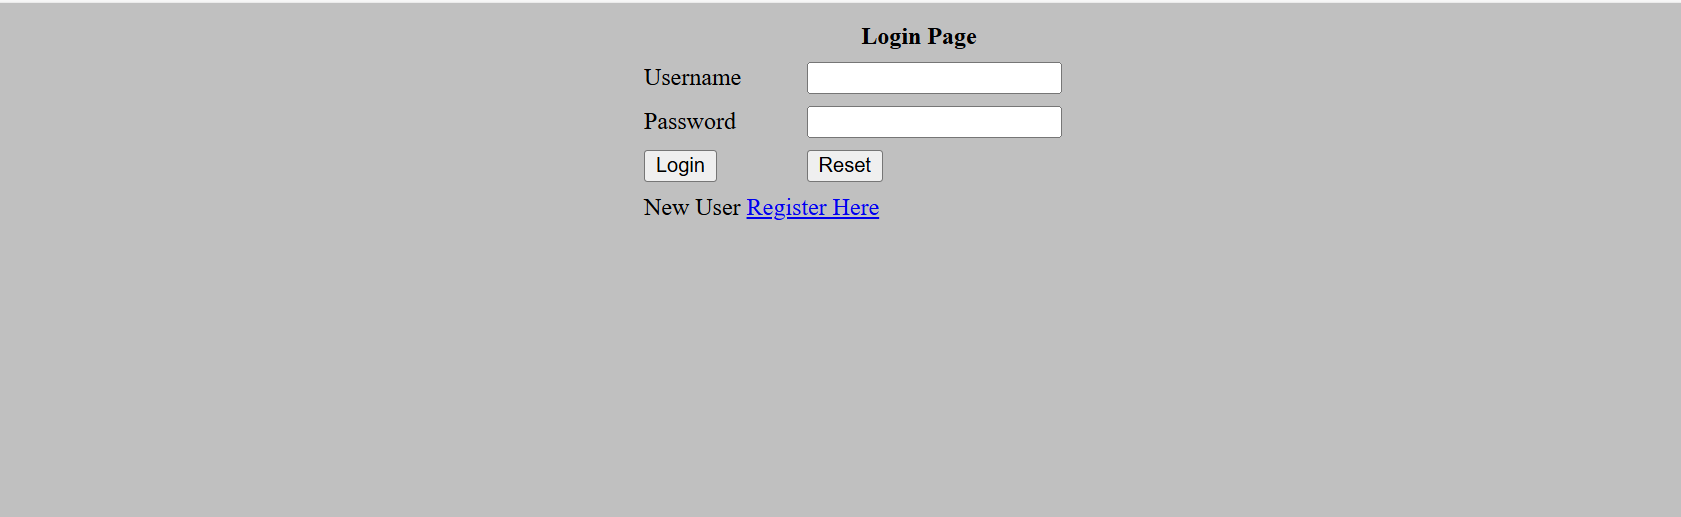 Login Page
Username
Password
Login Reset
New User Register Here